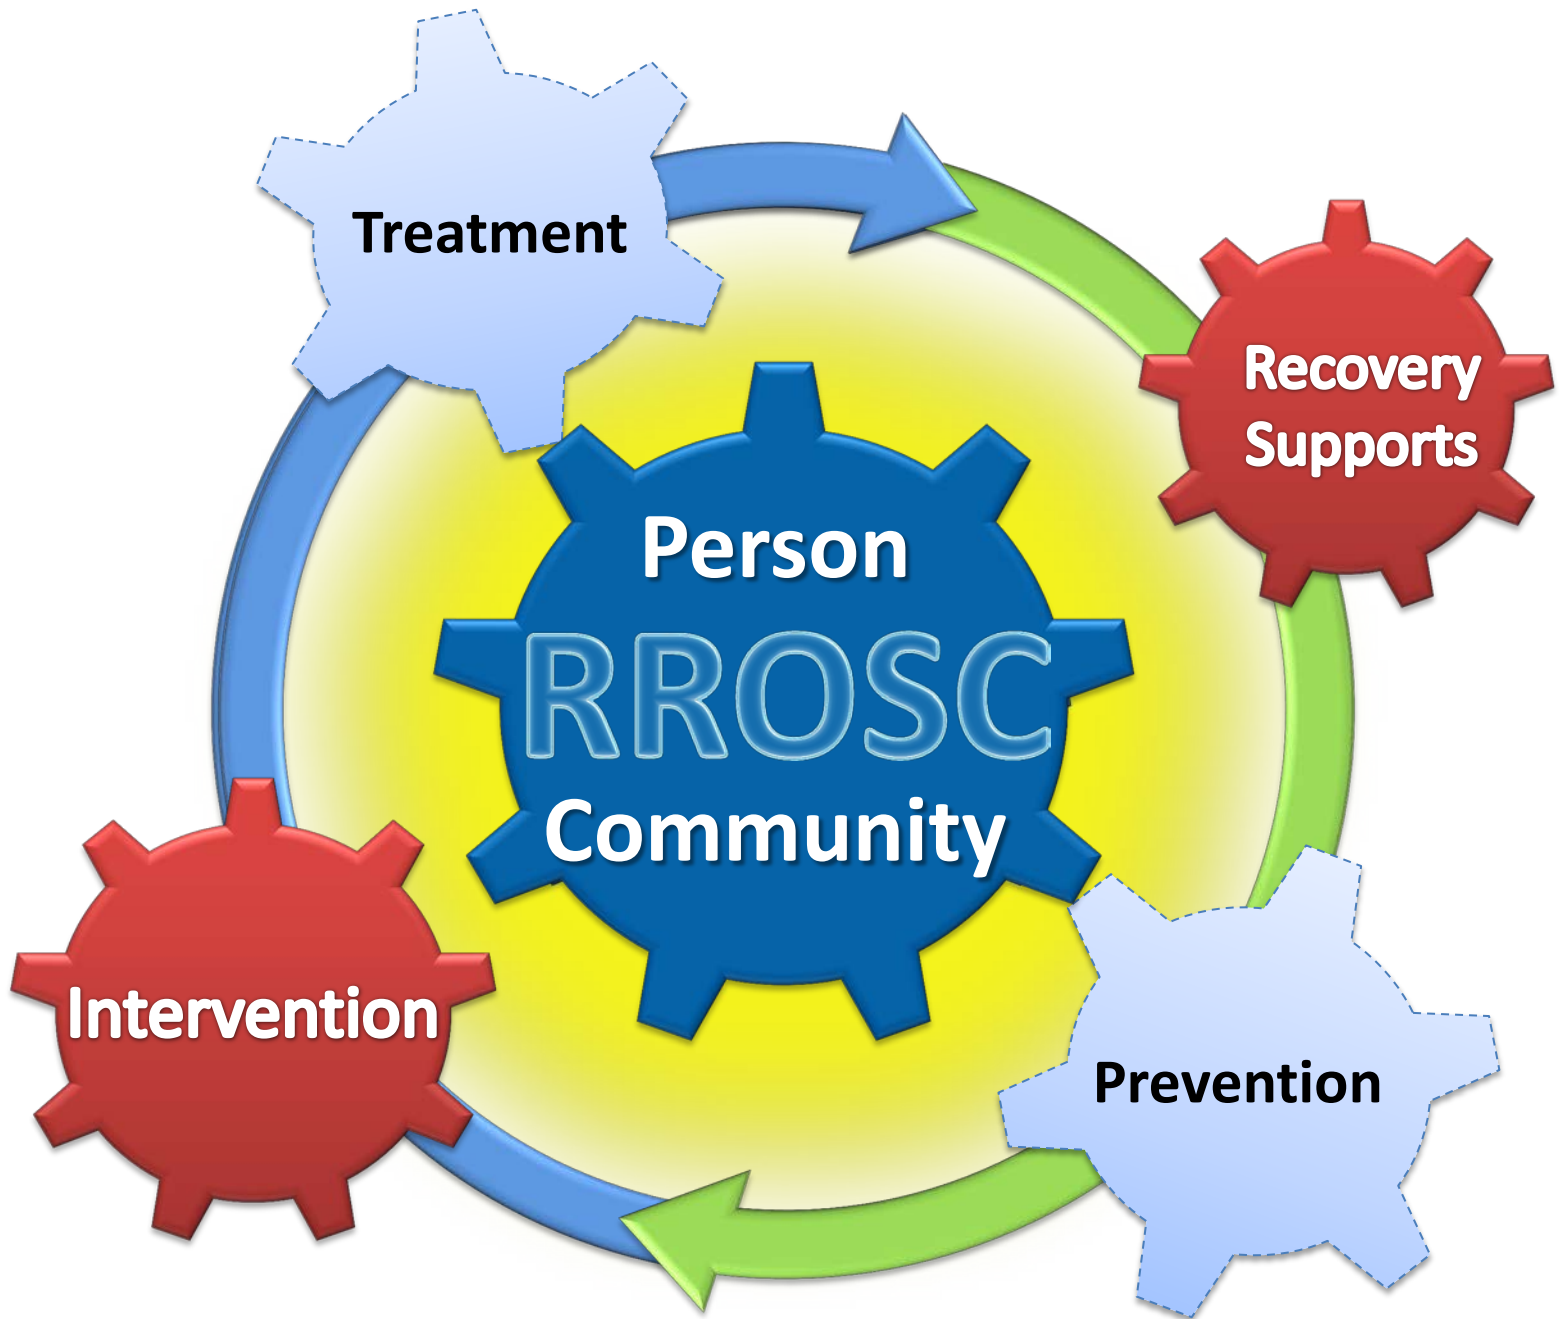 Treatment
Recovery
Supports
Person
RROSC
Community
Intervention
Prevention